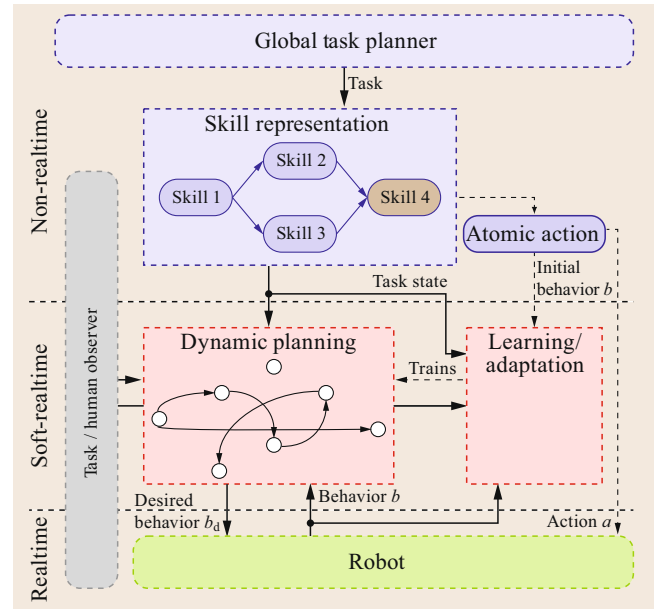 Global task planner
Task
Skill representation
Skill 2
Skill 1
Skill 4
Skill 3
Atomic action
Initial
behavior b
Task state
Non-realtime
Dynamic planning
Learning/
adaptation
Trains
Soft-realtime
Task / human observer
Desired
behavior bd
Behavior b
Action a
Realtime
Robot